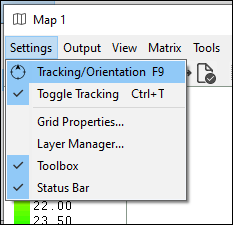 Map 1
Settings Output View Matrix Tools
Tracking/Orientation F9
Toggle Tracking Ctrl+T
Grid Properties...
Layer Manager...
Toolbox
Status Bar
22.00
23.50